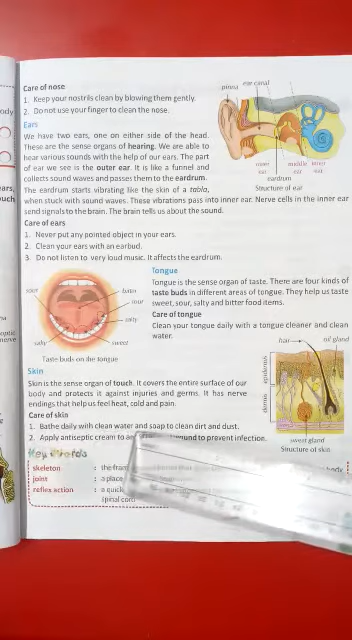 Care of nose
1. Keep your nostrils clean by blowing them gently.
2. Do not use your finger to clean the nose.
pinna
ear canal
outer ear
middle ear
inner ear
eardrum
Structure of ear
Ears
We have two ears, one on either side of the head.
These are the sense organs of hearing. We are able to
hear various sounds with the help of our ears. The part
of ear we see is the outer ear. It is like a funnel and
collects sound waves and passes them to the eardrum.
The eardrum starts vibrating like the skin of a tabla,
when stuck with sound waves. These vibrations pass into inner ear. Nerve cells in the inner ear
send signals to the brain. The brain tells us about the sound.
Care of ears
1. Never put any pointed object in your ears.
2. Clean your ears with an earbud.
3. Do not listen to very loud music. It affects the eardrum.
sour
bitter
sour
salty
salty
sweet
Taste buds on the tongue
Tongue
Tongue is the sense organ of taste. There are four kinds of
taste buds in different areas of tongue. They help us taste
sweet, sour, salty and bitter food items.
Care of tongue
Clean your tongue daily with a tongue cleaner and clean
water.
hair
oil gland
epidermis
dermis
sweat gland
Structure of skin
Skin
Skin is the sense organ of touch. It covers the entire surface of our
body and protects it against injuries and germs. It has nerve
endings that help us feel heat, cold and pain.
Care of skin
1. Bathe daily with clean water and soap to clean dirt and dust.
2. Apply antiseptic cream to to prevent infection.
Key Words
skeleton : the body
joint : a place
reflex action : a quick
spinal cord